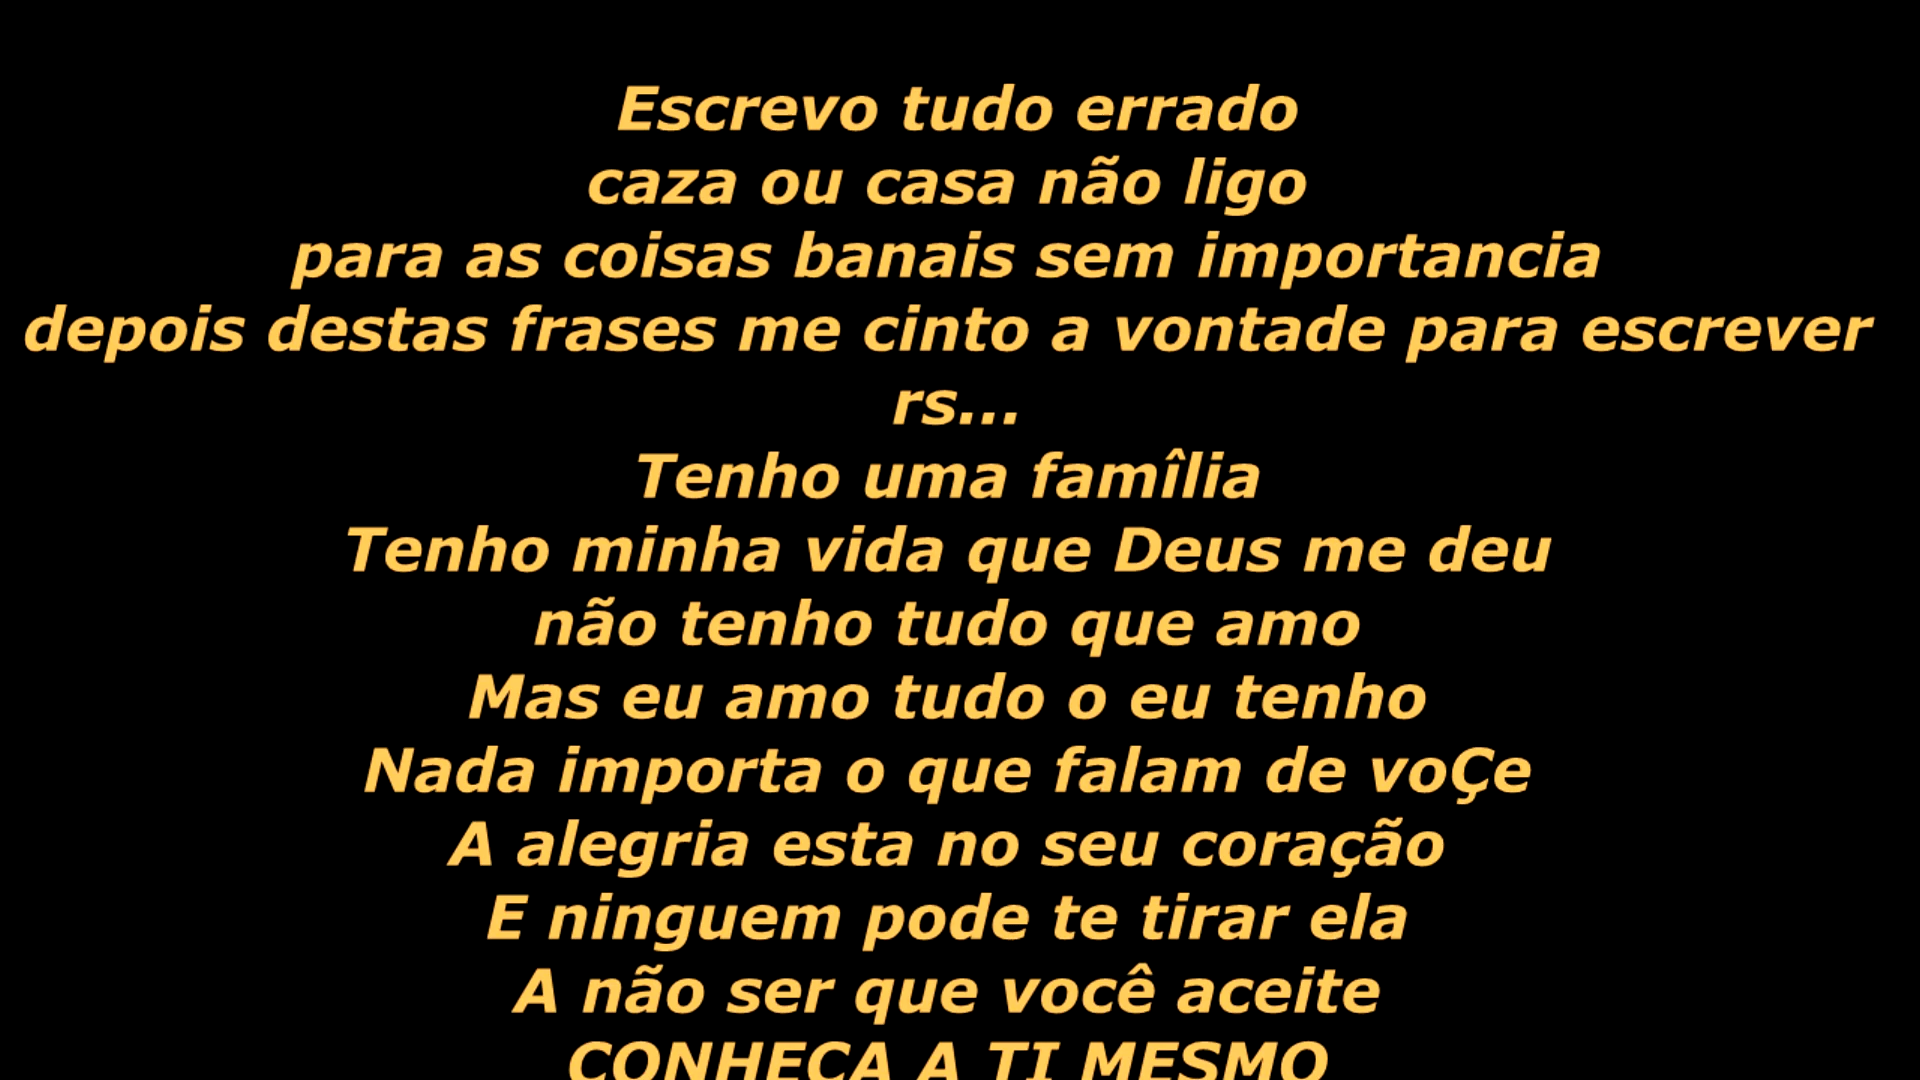 Escrevo tudo errado
caza ou casa não ligo
para as coisas banais sem importancia
depois destas frases me cinto a vontade para escrever
rs...
Tenho uma famîlia
Tenho minha vida que Deus me deu
não tenho tudo que amo
Mas eu amo tudo o eu tenho
Nada importa o que falam de voÇe
A alegria esta no seu coração
E ninguem pode te tirar ela
A não ser que você aceite
CONHECA A TI MESMO